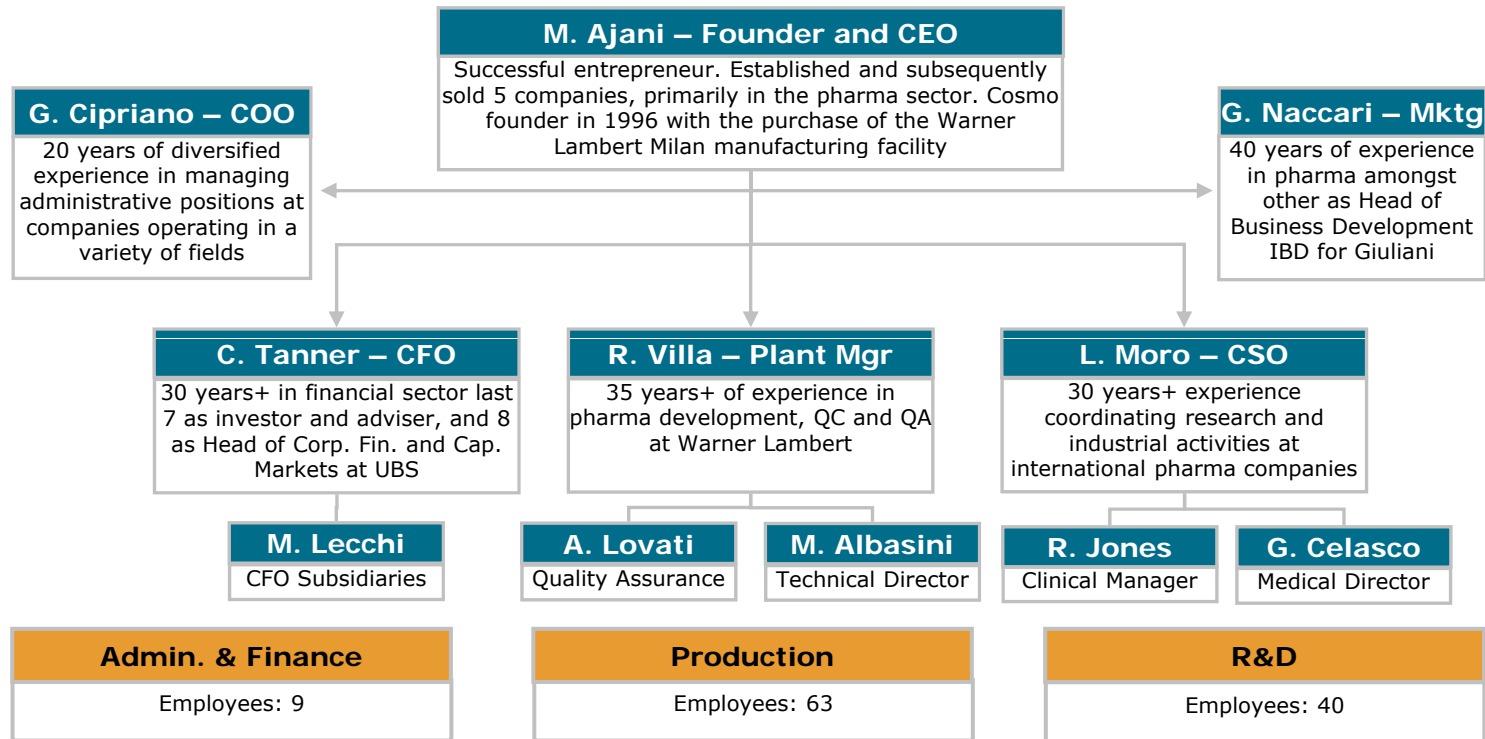 M. Ajani – Founder and CEO
Successful entrepreneur. Established and subsequently
sold 5 companies, primarily in the pharma sector. Cosmo
founder in 1996 with the purchase of the Warner
Lambert Milan manufacturing facility
G. Cipriano – COO
20 years of diversified
experience in managing
administrative positions at
companies operating in a
variety of fields
G. Naccari – Mktg
40 years of experience
in pharma amongst
other as Head of
Business Development
IBD for Giuliani
C. Tanner – CFO
30 years+ in financial sector last
7 as investor and adviser, and 8
as Head of Corp. Fin. and Cap.
Markets at UBS
R. Villa – Plant Mgr
35 years+ of experience in
pharma development, QC and QA
at Warner Lambert
L. Moro – CSO
30 years+ experience
coordinating research and
industrial activities at
international pharma companies
M. Lecchi
CFO Subsidiaries
A. Lovati
Quality Assurance
M. Albasini
Technical Director
R. Jones
Clinical Manager
G. Celasco
Medical Director
Admin. & Finance
Employees: 9
Production
Employees: 63
R&D
Employees: 40